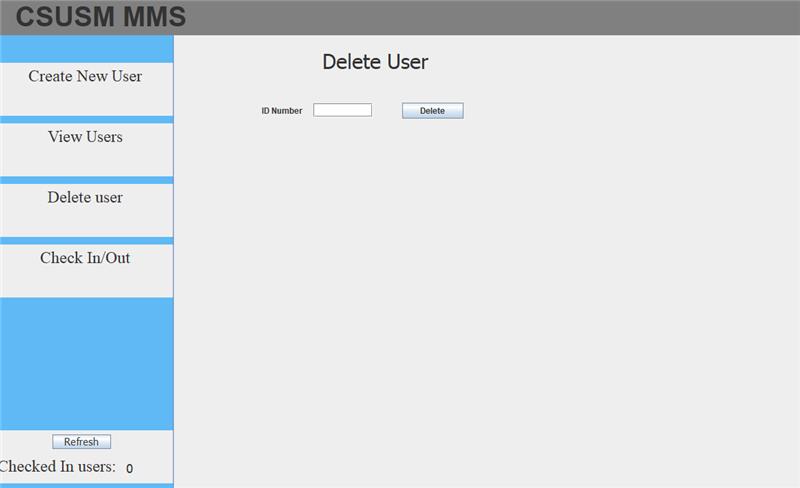 CSUSM MMS
Create New User
View Users
Delete user
Check In/Out
Refresh
Checked In users: 0
Delete User
ID Number
Delete